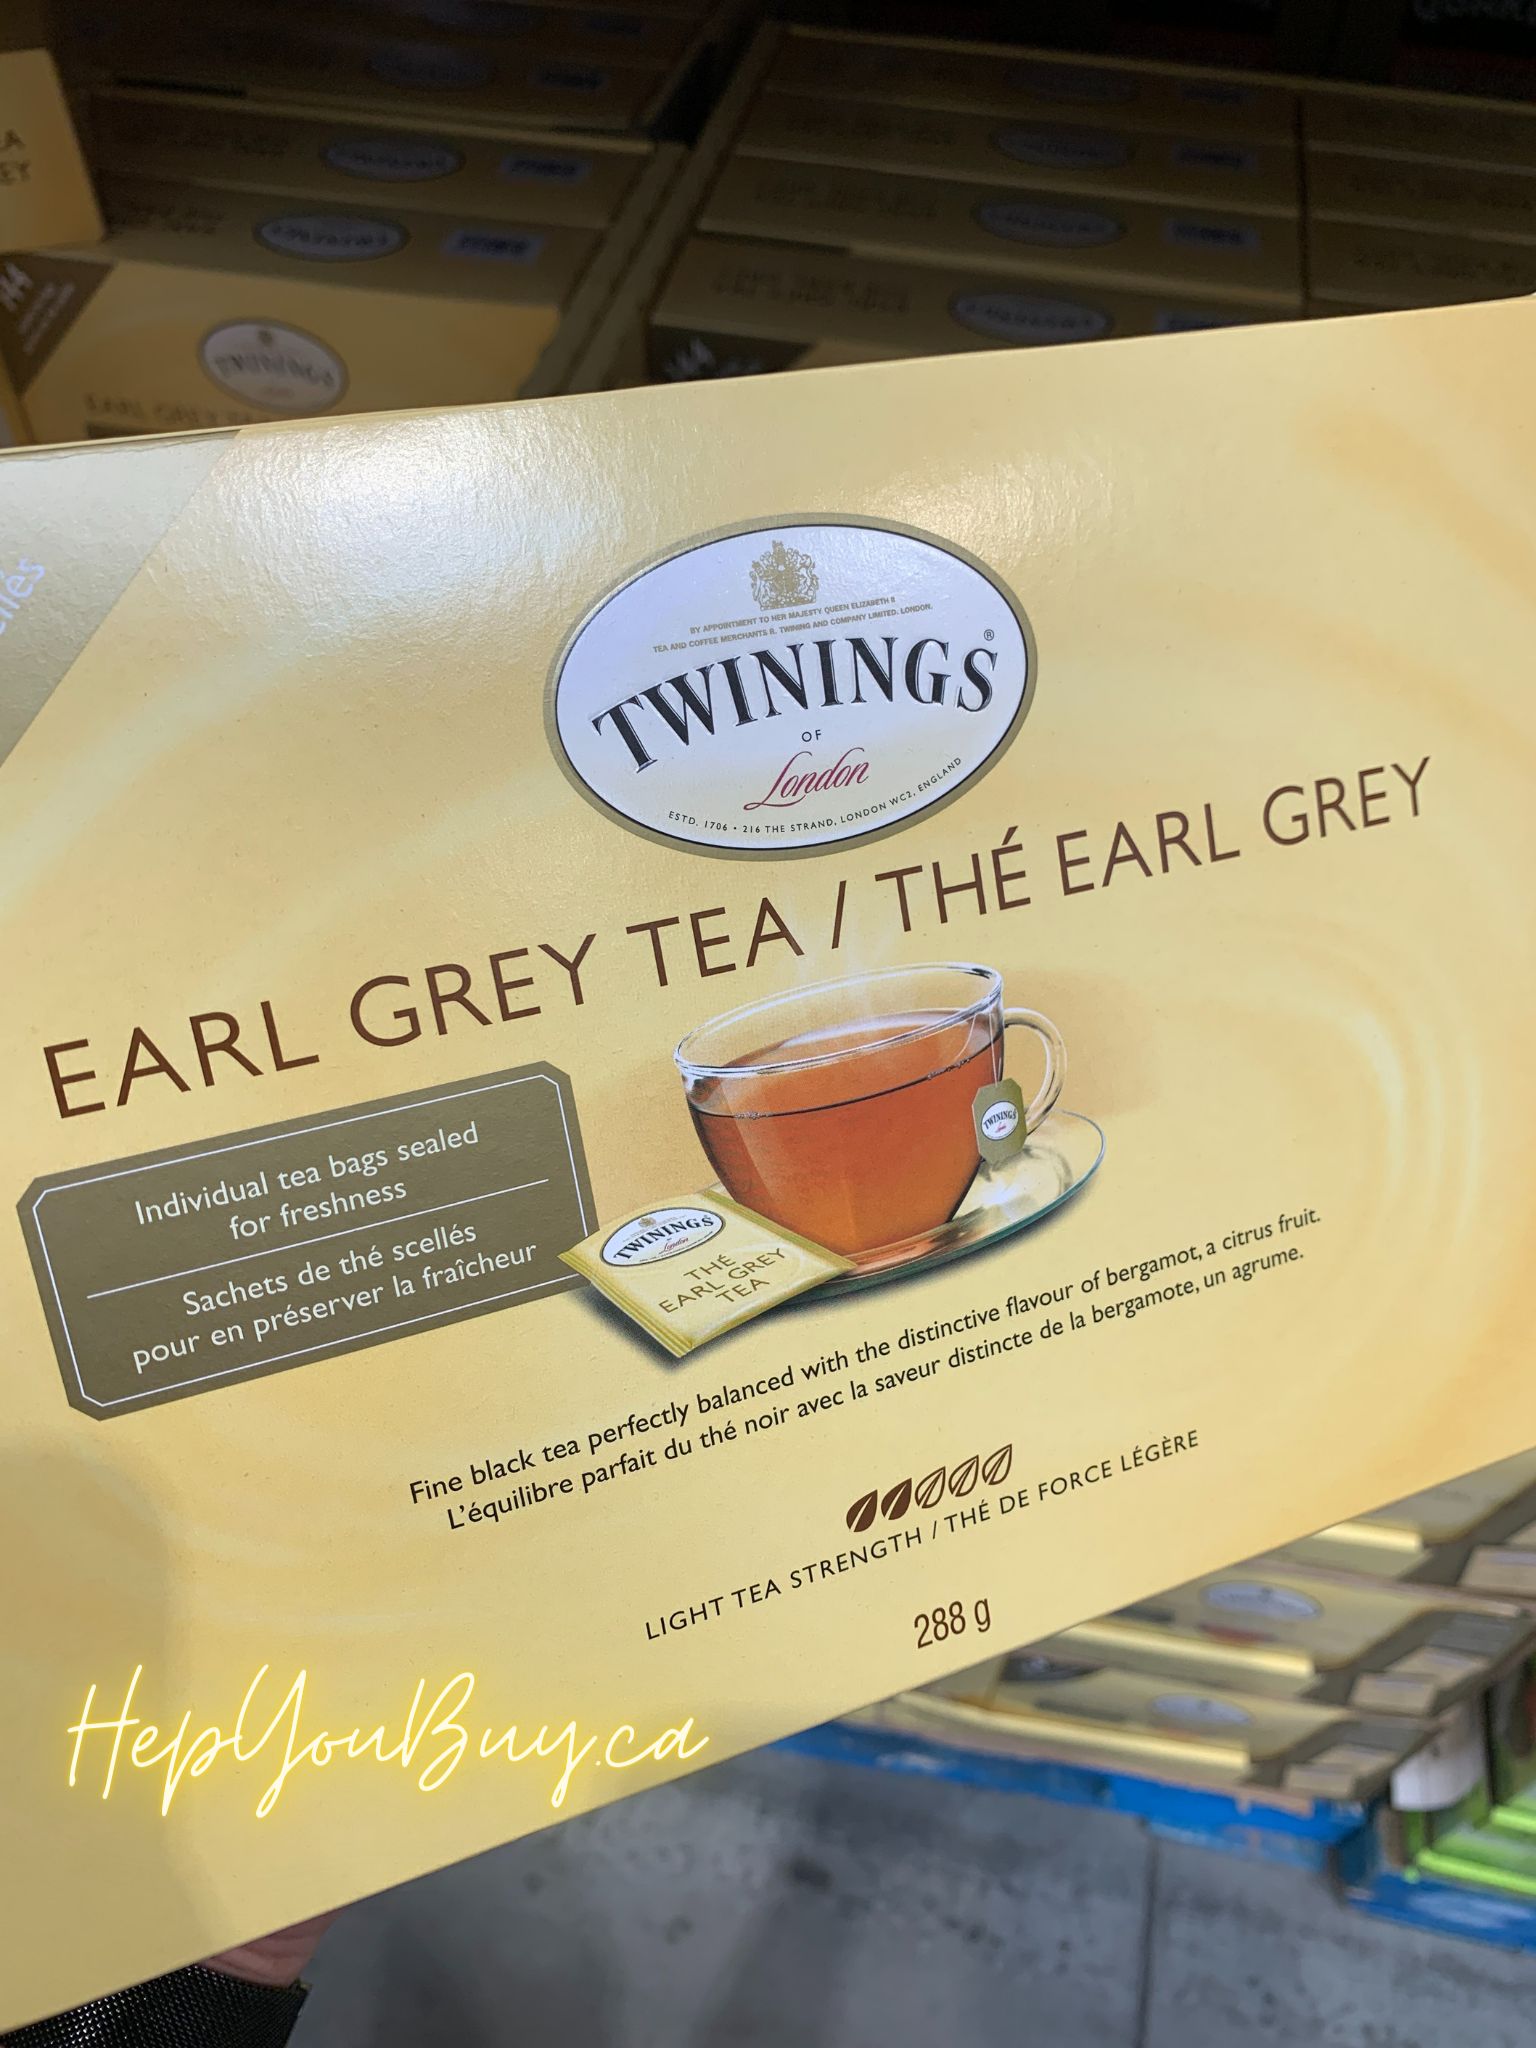 TWININGS
EARL GREY
llés
BY APPOINTMENT TO HER MAJESTY QUEEN ELIZABETH II
TEA AND COFFEE MERCHANTS R. TWINING AND COMPANY LIMITED. LONDON.
TWININGS®
OF
London
ESTD. 1706 • 216 THE STRAND, LONDON WC2, ENGLAND
EARL GREY TEA / THÉ EARL GREY
Individual tea bags sealed
for freshness
Sachets de thé scellés
pour en préserver la fraîcheur
TWININGS
London
THÉ
EARL GREY
TEA
TWININGS
Fine black tea perfectly balanced with the distinctive flavour of bergamot, a citrus fruit.
L'équilibre parfait du thé noir avec la saveur distincte de la bergamote, un agrume.
LIGHT TEA STRENGTH / THÉ DE FORCE LÉGÈRE
288 g
HepYouBuy.ca